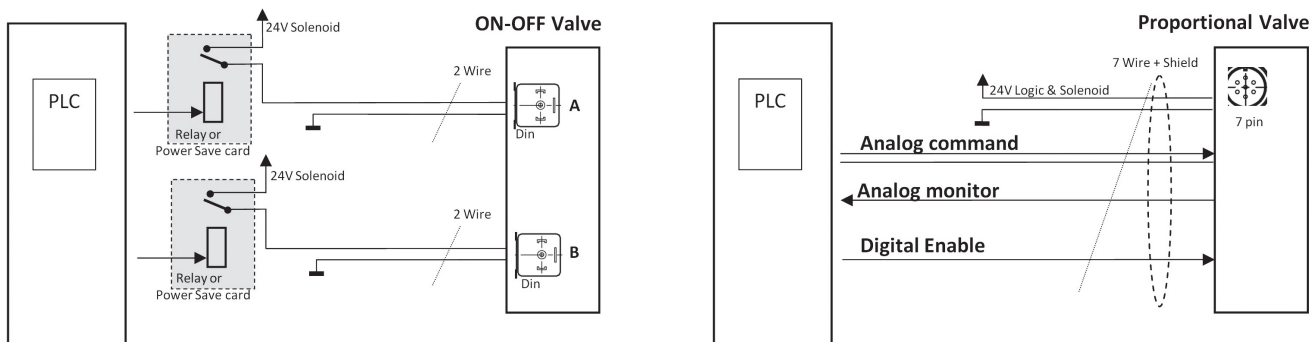 ON-OFF Valve
24V Solenoid
PLC
2 Wire
A
Din
Relay or
Power Save card
24V Solenoid
2 Wire
B
Din
Relay or
Power Save card
Proportional Valve
7 Wire + Shield
PLC
24V Logic & Solenoid
7 pin
Analog command
Analog monitor
Digital Enable